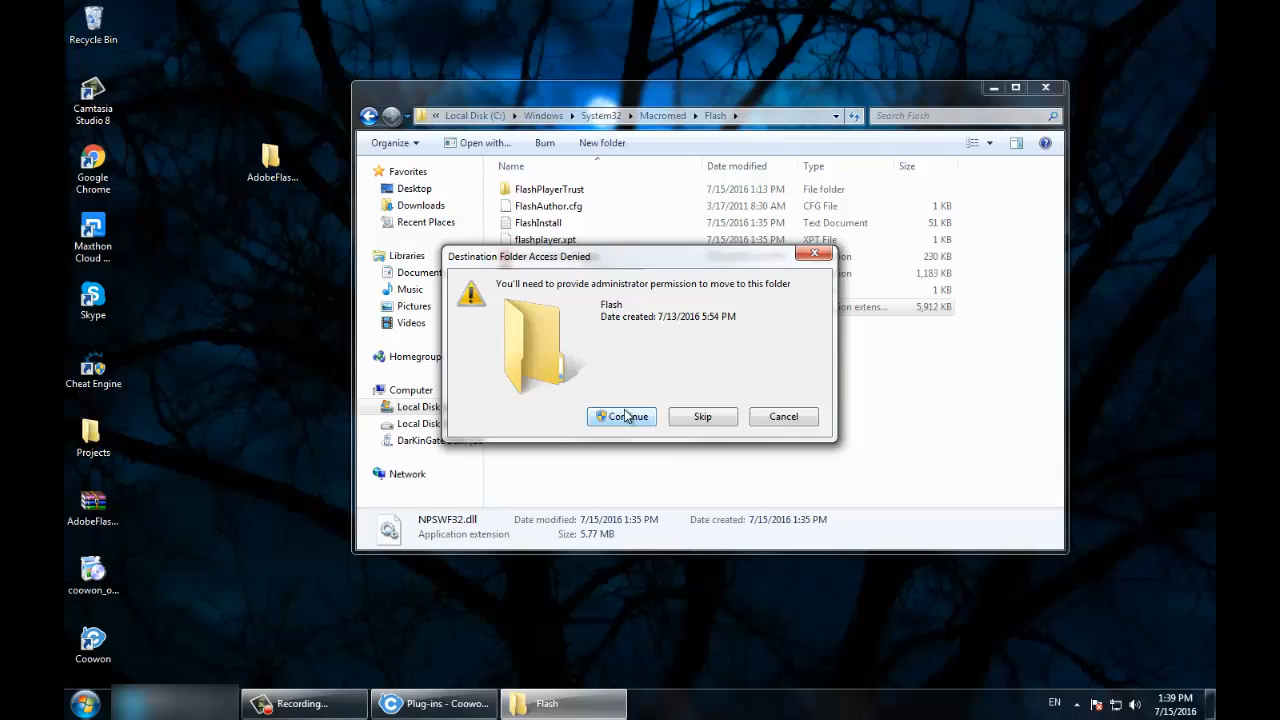 Recycle Bin
Camtasia
Studio 8
Google
Chrome
Maxthon
Cloud ...
Skype
Cheat Engine
Projects
AdobeFlas...
coowon_o...
Coowon
AdobeFlas...
« Local Disk (C:) Windows System32 Macromed Flash
Search Flash
Organize Open with... Burn New folder
Favorites
Desktop
Downloads
Recent Places
Libraries
Document
Music
Pictures
Videos
Homegroup
Computer
Local Disk
Local Disk
Network
Name Date modified Type Size
FlashPlayerTrust 7/15/2016 1:13 PM File folder
FlashAuthor.cfg 3/17/2011 8:30 AM CFG File 1 KB
FlashInstall 7/15/2016 1:35 PM Text Document 51 KB
flashplayer.xpt 7/15/2016 1:35 PM XPT File 1 KB
230 KB
1,183 KB
1 KB
extens... 5,912 KB
Destination Folder Access Denied
You'll need to provide administrator permission to move to this folder
Flash
Date created: 7/13/2016 5:54 PM
Continue Skip Cancel
NPSWF32.dll Date modified: 7/15/2016 1:35 PM Date created: 7/15/2016 1:35 PM
Application extension Size: 5.77 MB
Recording... Plug-ins - Coowo... Flash
EN
1:39 PM
7/15/2016